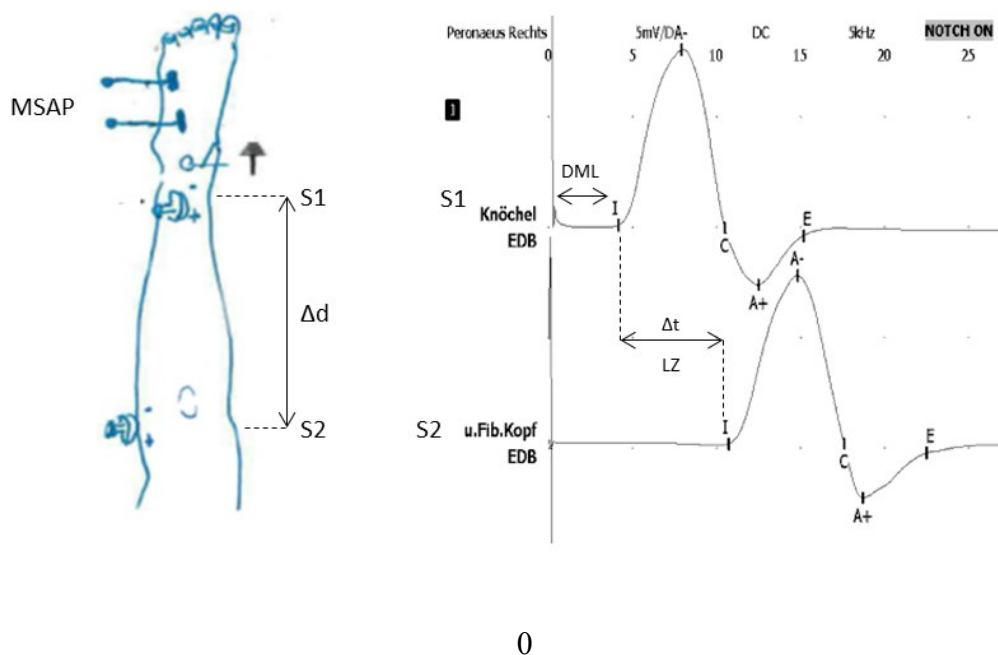 MSAP
S1
Δd
S2
-
+
-
+
Peronaeus Rechts 5mV/DA- DC 5kHz NOTCH ON
0 5 10 15 20 25
1
DML
S1
Knöchel
EDB
I
C
A+
E
A-
Δt
LZ
S2
u.Fib.Kopf
EDB
2
I
C
A+
E
0